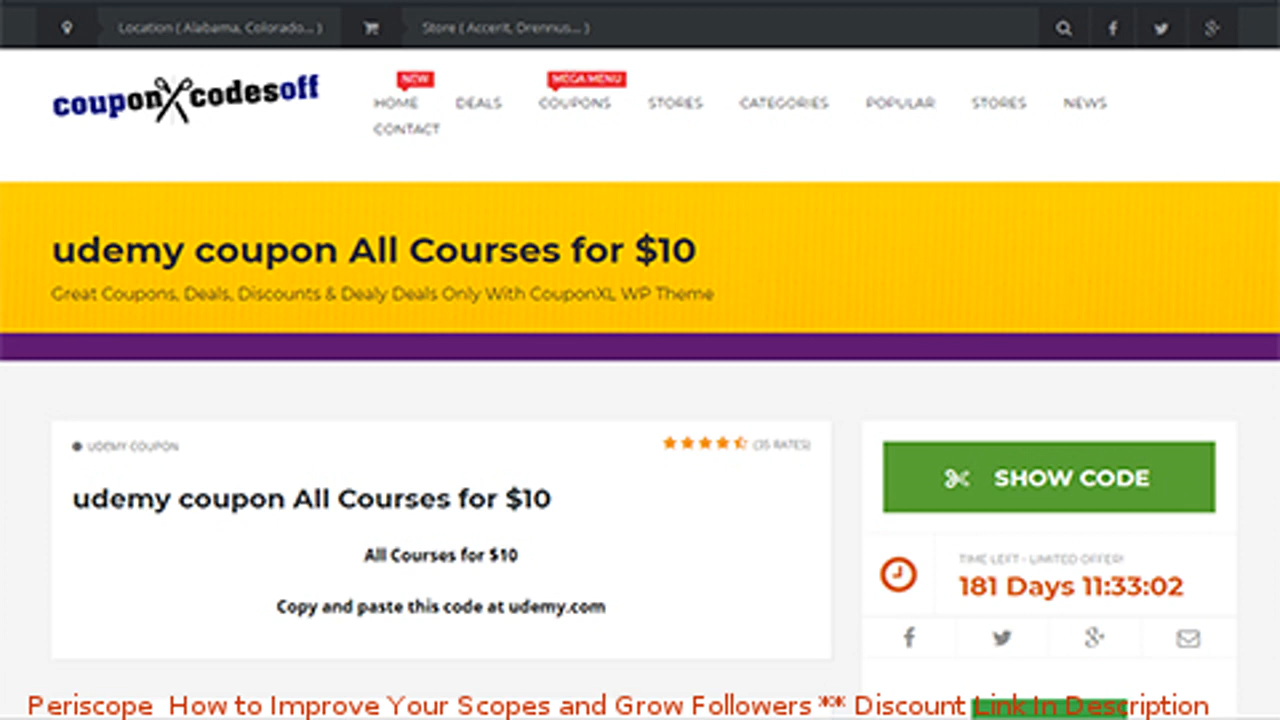 Location ( Alabama, Colorado... )
Store ( Accerit, Drennus... )
couponcodesoff
NEW
MEGA MENU
HOME DEALS COUPONS STORES CATEGORIES POPULAR STORES NEWS
CONTACT
udemy coupon All Courses for $10
Great Coupons, Deals, Discounts & Dealy Deals Only With CouponXL WP Theme
UDEMY COUPON
(35 RATES)
udemy coupon All Courses for $10
All Courses for $10
Copy and paste this code at udemy.com
SHOW CODE
TIME LEFT - LIMITED OFFER!
181 Days 11:33:02
Periscope How to Improve Your Scopes and Grow Followers *** Discount Link In Description